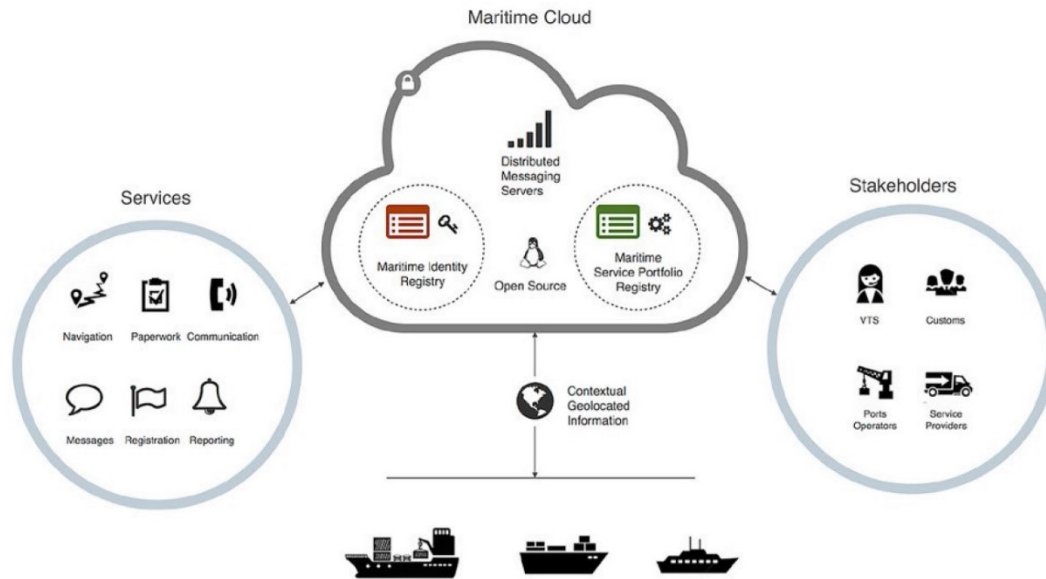 Maritime Cloud
Distributed
Messaging
Servers
Services
Stakeholders
Maritime Identity
Registry
Open Source
Maritime
Service Portfolio
Registry
Navigation
Paperwork
Communication
VTS
Customs
Contextual
Geolocated
Information
Messages
Registration
Reporting
Ports
Operators
Service
Providers